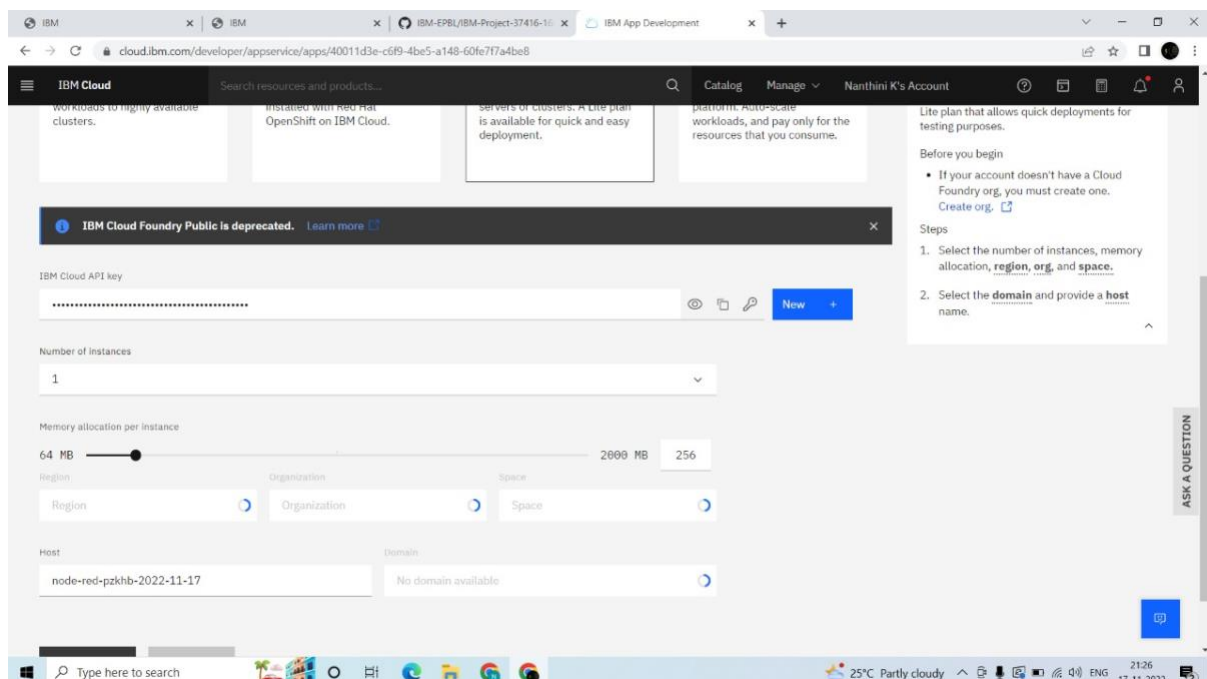 IBM
IBM
IBM-EPBL/IBM-Project-37416-16
IBM App Development
cloud.ibm.com/developer/appservice/apps/40011d3e-c6f9-4be5-a148-60fe7f7a4be8
IBM Cloud
Search resources and products...
Catalog
Manage
Nanthini K's Account
workloads to highly available
clusters.
installed with Red Hat
OpenShift on IBM Cloud.
servers or clusters. A Lite plan
is available for quick and easy
deployment.
platform. Auto-scale
workloads, and pay only for the
resources that you consume.
Lite plan that allows quick deployments for
testing purposes.
Before you begin
• If your account doesn't have a Cloud
Foundry org, you must create one.
Create org.
Steps
1. Select the number of instances, memory
allocation, region, org, and space.
2. Select the domain and provide a host
name.
IBM Cloud Foundry Public is deprecated. Learn more
IBM Cloud API key
New +
Number of instances
1
Memory allocation per instance
64 MB
2000 MB
256
Region
Organization
Space
Region
Organization
Space
Host
Domain
node-red-pzkhb-2022-11-17
No domain available
ASK A QUESTION
Type here to search
25°C Partly cloudy
ENG
21:26
17-11-2022